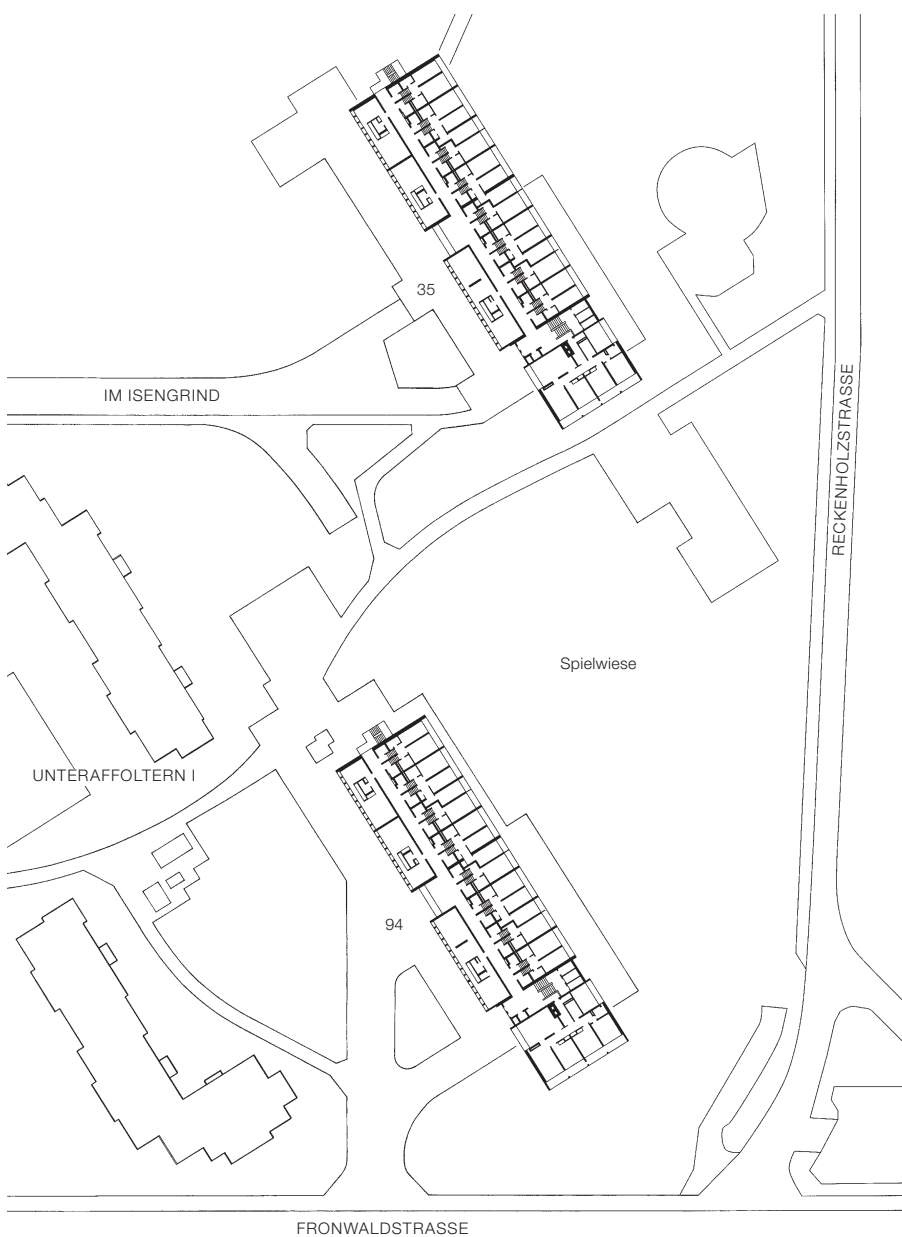 35
IM ISENGRIND
RECKENHOLZSTRASSE
Spielwiese
UNTERAFFOLTERN I
94
FRONWALDSTRASSE